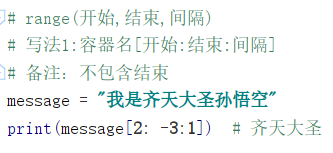 # range(开始,结束,间隔)
# 写法1:容器名[开始:结束:间隔]
# 备注：不包含结束
message = "我是齐天大圣孙悟空"
print(message[2: -3:1])  # 齐天大圣